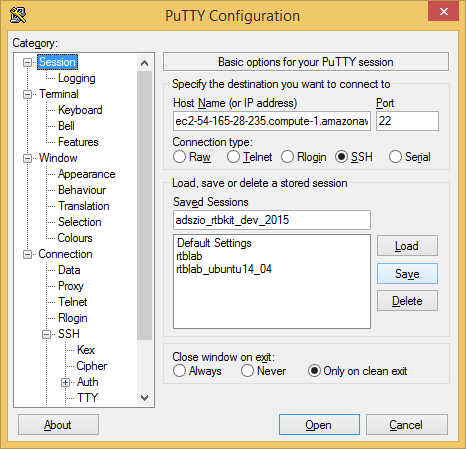 PuTTY Configuration
Category:
Session
Logging
Terminal
Keyboard
Bell
Features
Window
Appearance
Behaviour
Translation
Selection
Colours
Connection
Data
Proxy
Telnet
Rlogin
SSH
Kex
Cipher
Auth
TTY
Basic options for your PuTTY session
Specify the destination you want to connect to
Host Name (or IP address) Port
ec2-54-165-28-235.compute-1.amazonav 22
Connection type:
Raw Telnet Rlogin SSH Serial
Load, save or delete a stored session
Saved Sessions
adszio_rtbkit_dev_2015
Default Settings
rtblab
rtblab_ubuntu14_04
Load
Save
Delete
Close window on exit:
Always Never Only on clean exit
About Open Cancel